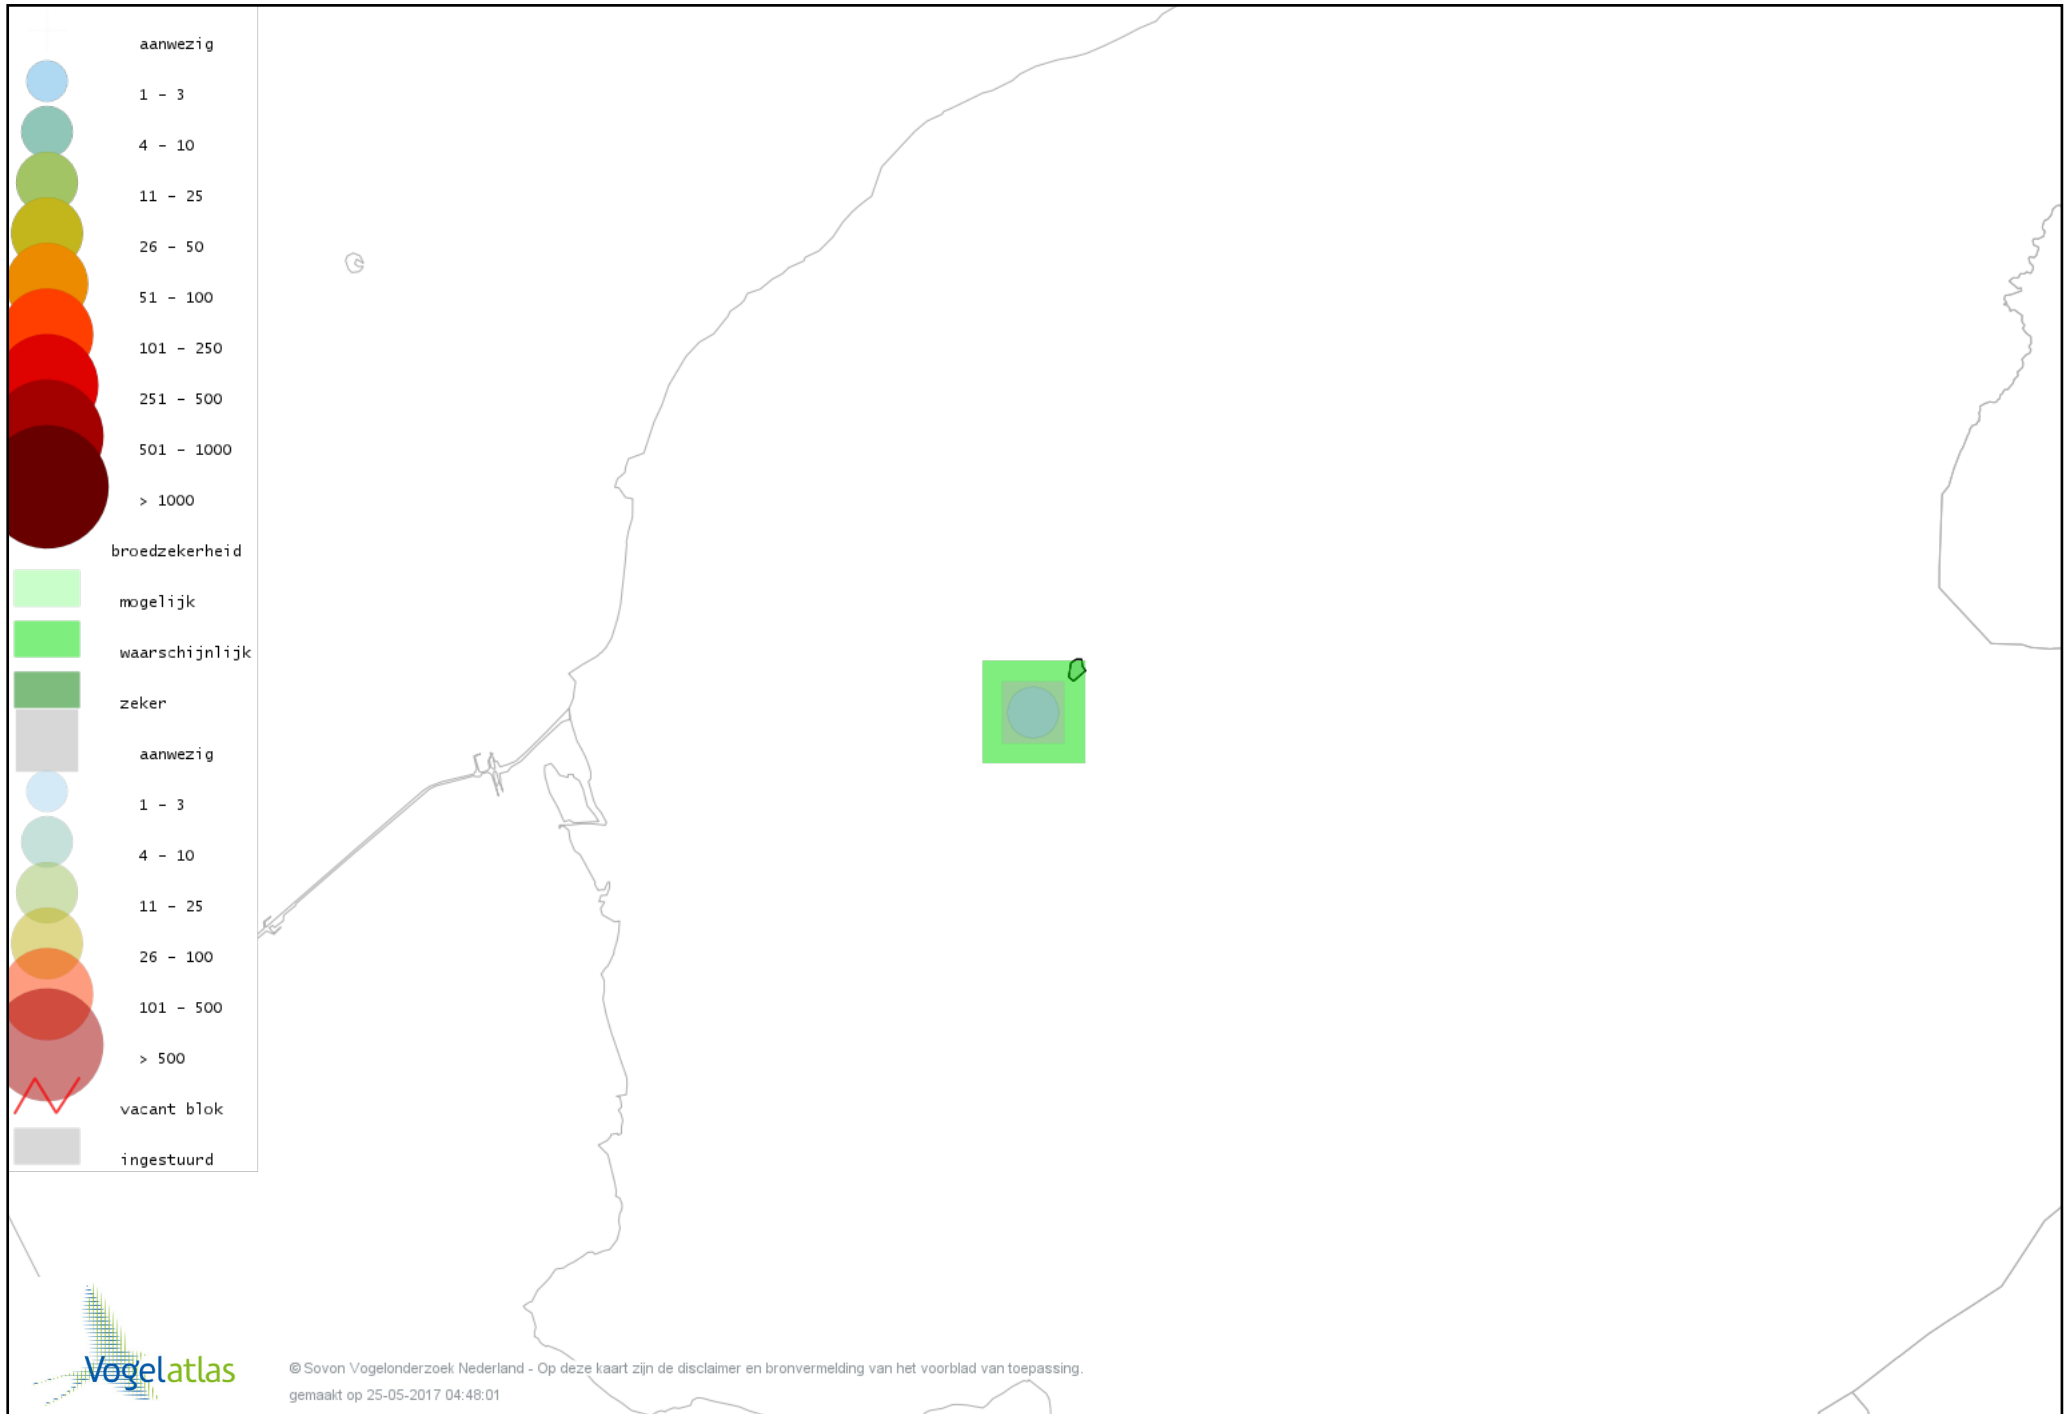 aanwezig
1 - 3
4 - 10
11 - 25
26 - 50
51 - 100
101 - 250
251 - 500
501 - 1000
> 1000
broedzekerheid
mogelijk
waarschijnlijk
zeker
aanwezig
1 - 3
4 - 10
11 - 25
26 - 100
101 - 500
> 500
vacant blok
ingestuurd
Vogelatlas
© Sovon Vogelonderzoek Nederland - Op deze kaart zijn de disclaimer en bronvermelding van het voorblad van toepassing.
gemaakt op 25-05-2017 04:48:01